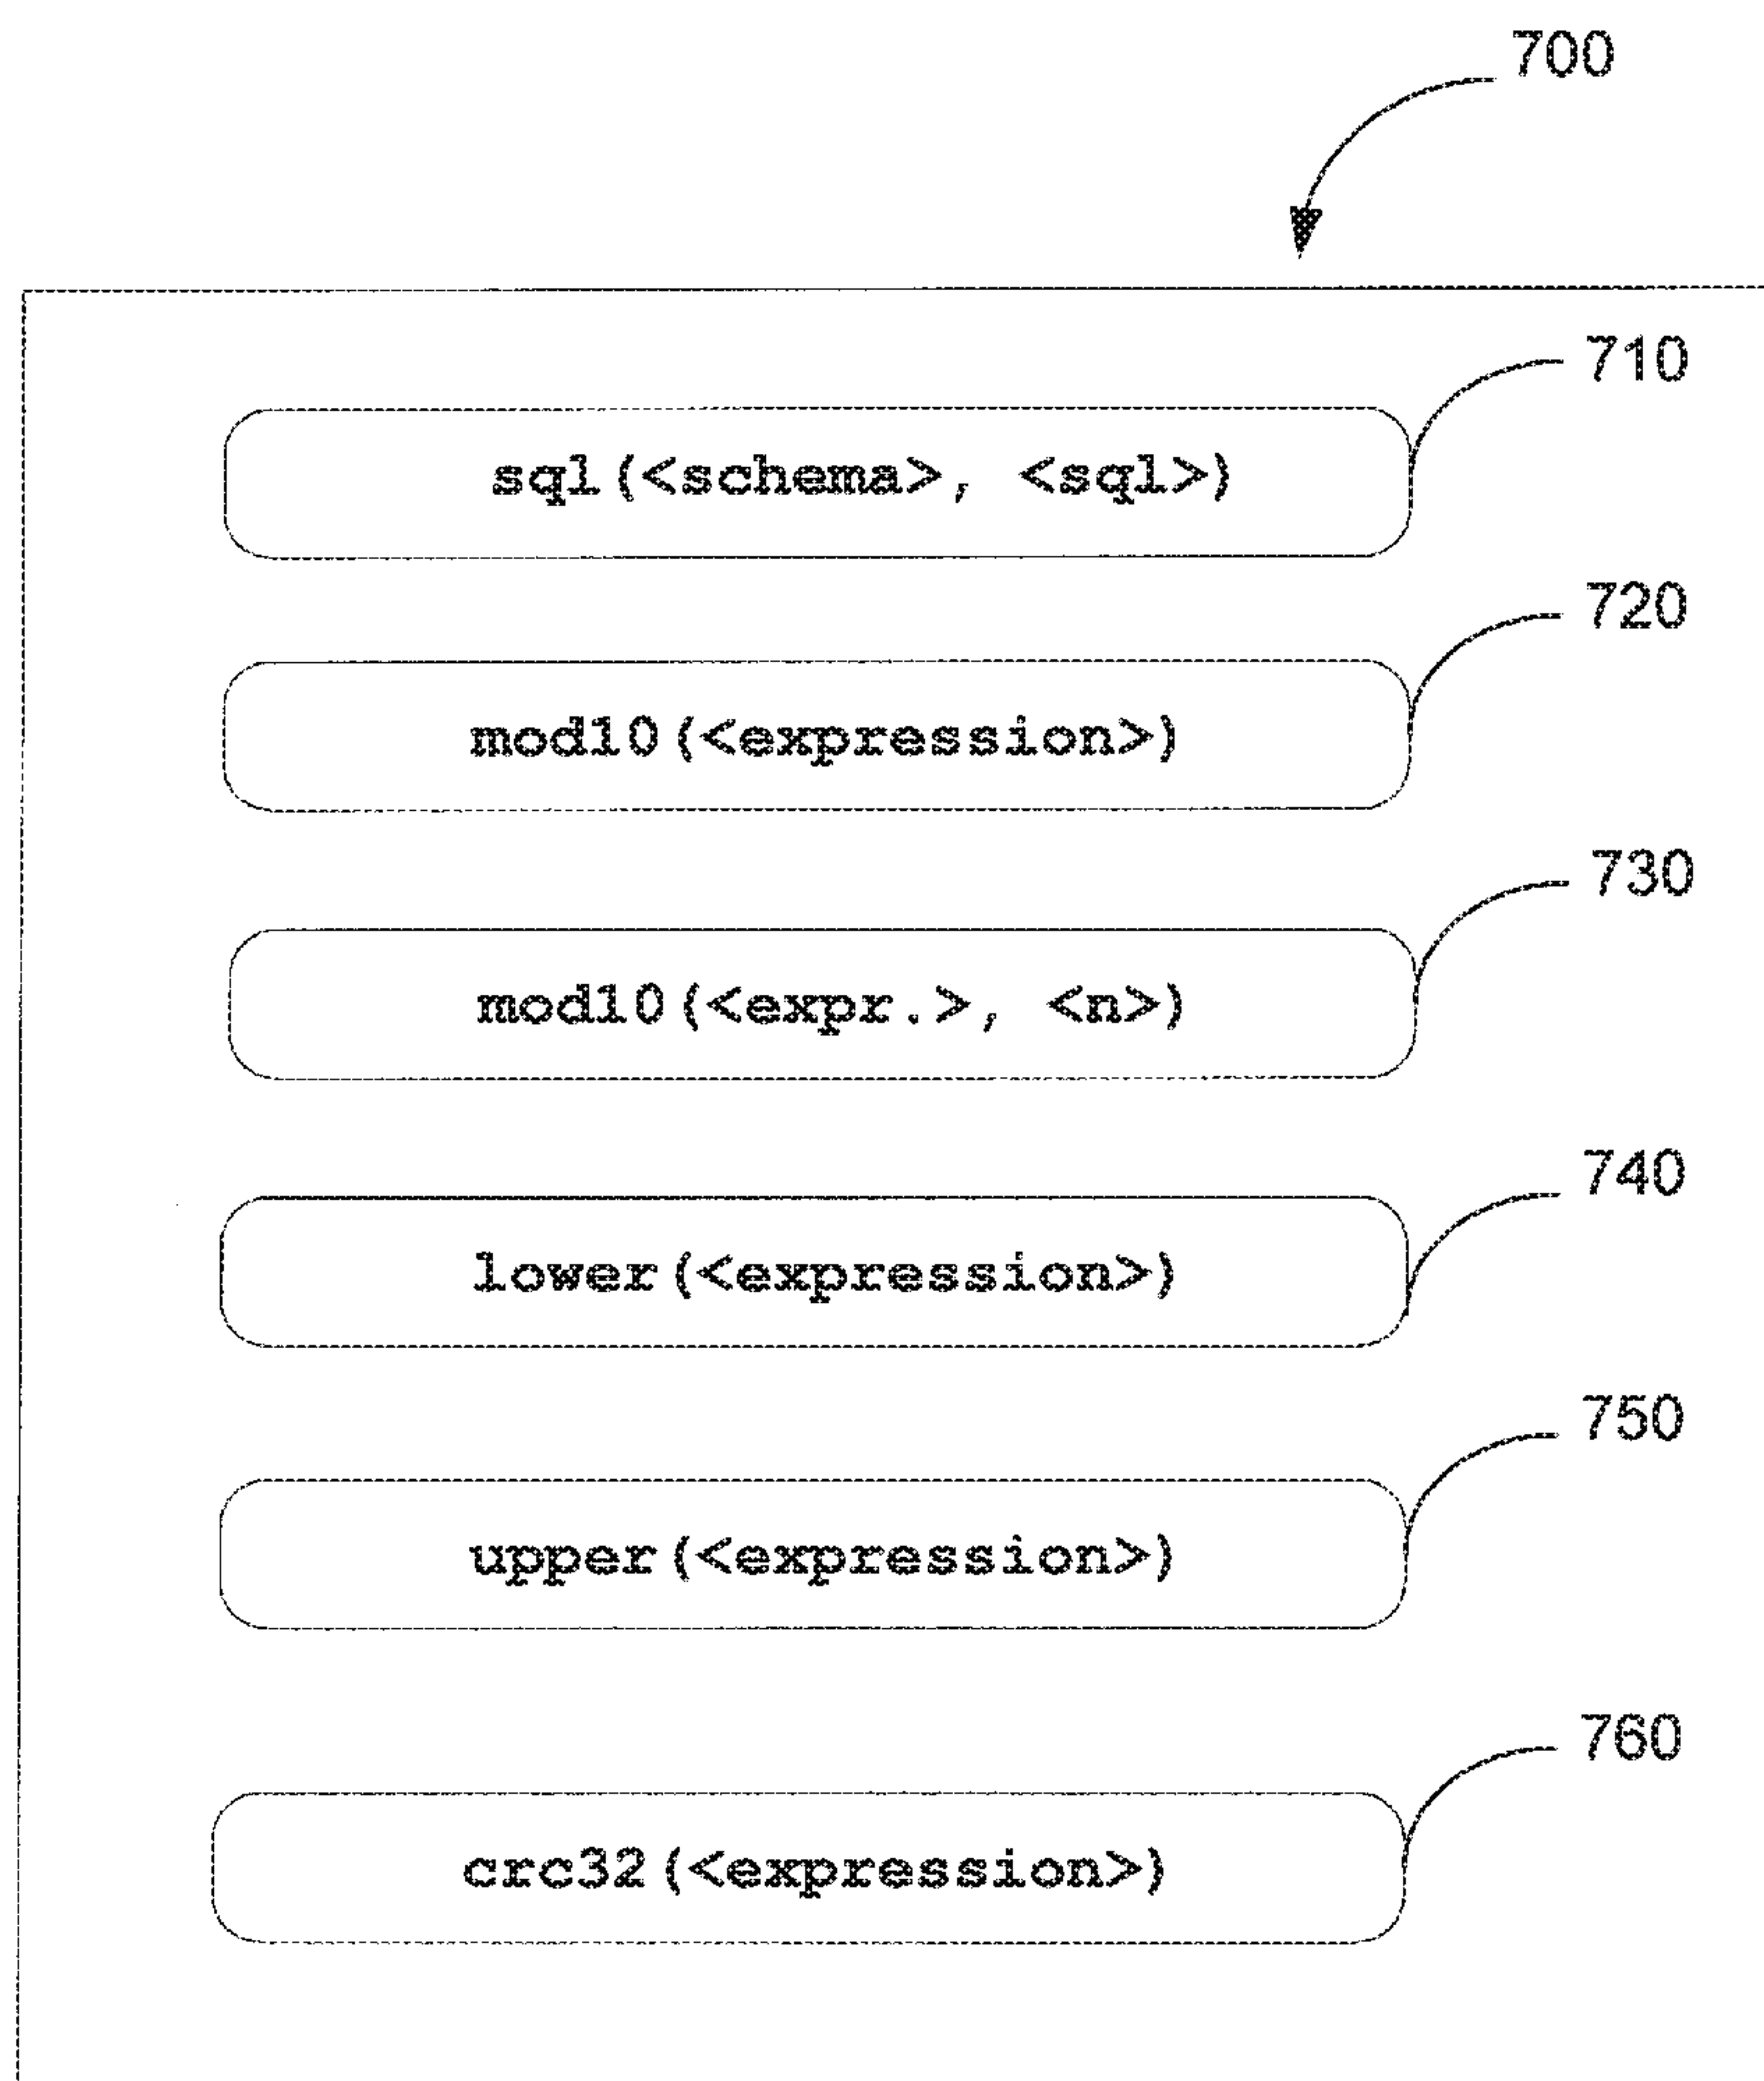 700
710
sql(<schema>, <sql>)
720
mod10(<expression>)
730
mod10(<expr.>, <n>)
740
lower(<expression>)
750
upper(<expression>)
760
crc32(<expression>)